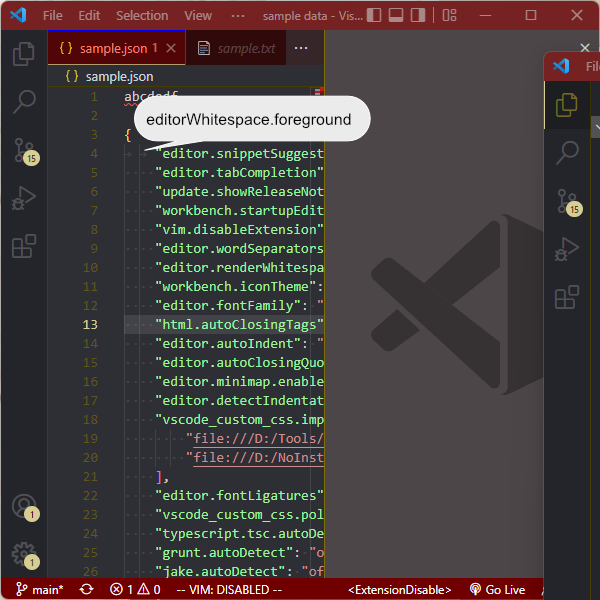 File Edit Selection View ··· sample data - Vis...
{ } sample.json 1 sample.txt ···
{ } sample.json
1 abcdedf
2
editorWhitespace.foreground
3 {
4 "editor.snippetSuggest
5 "editor.tabCompletion"
6 "update.showReleaseNot
7 "workbench.startupEdit
8 "vim.disableExtension"
9 "editor.wordSeparators
10 "editor.renderWhitespa
11 "workbench.iconTheme":
12 "editor.fontFamily": "
13 "html.autoClosingTags"
14 "editor.autoIndent": "
15 "editor.autoClosingQuo
16 "editor.minimap.enable
17 "editor.detectIndentat
18 "vscode_custom_css.imp
19 "file:///D:/Tools/
20 "file:///D:/NoInst
21 ],
22 "editor.fontLigatures"
23 "vscode_custom_css.pol
24 "typescript.tsc.autoDe
25 "grunt.autoDetect": "o
26 "jake.autoDetect": "of
15
1
1
main* 1 0 -- VIM: DISABLED -- <ExtensionDisable> Go Live
File
15